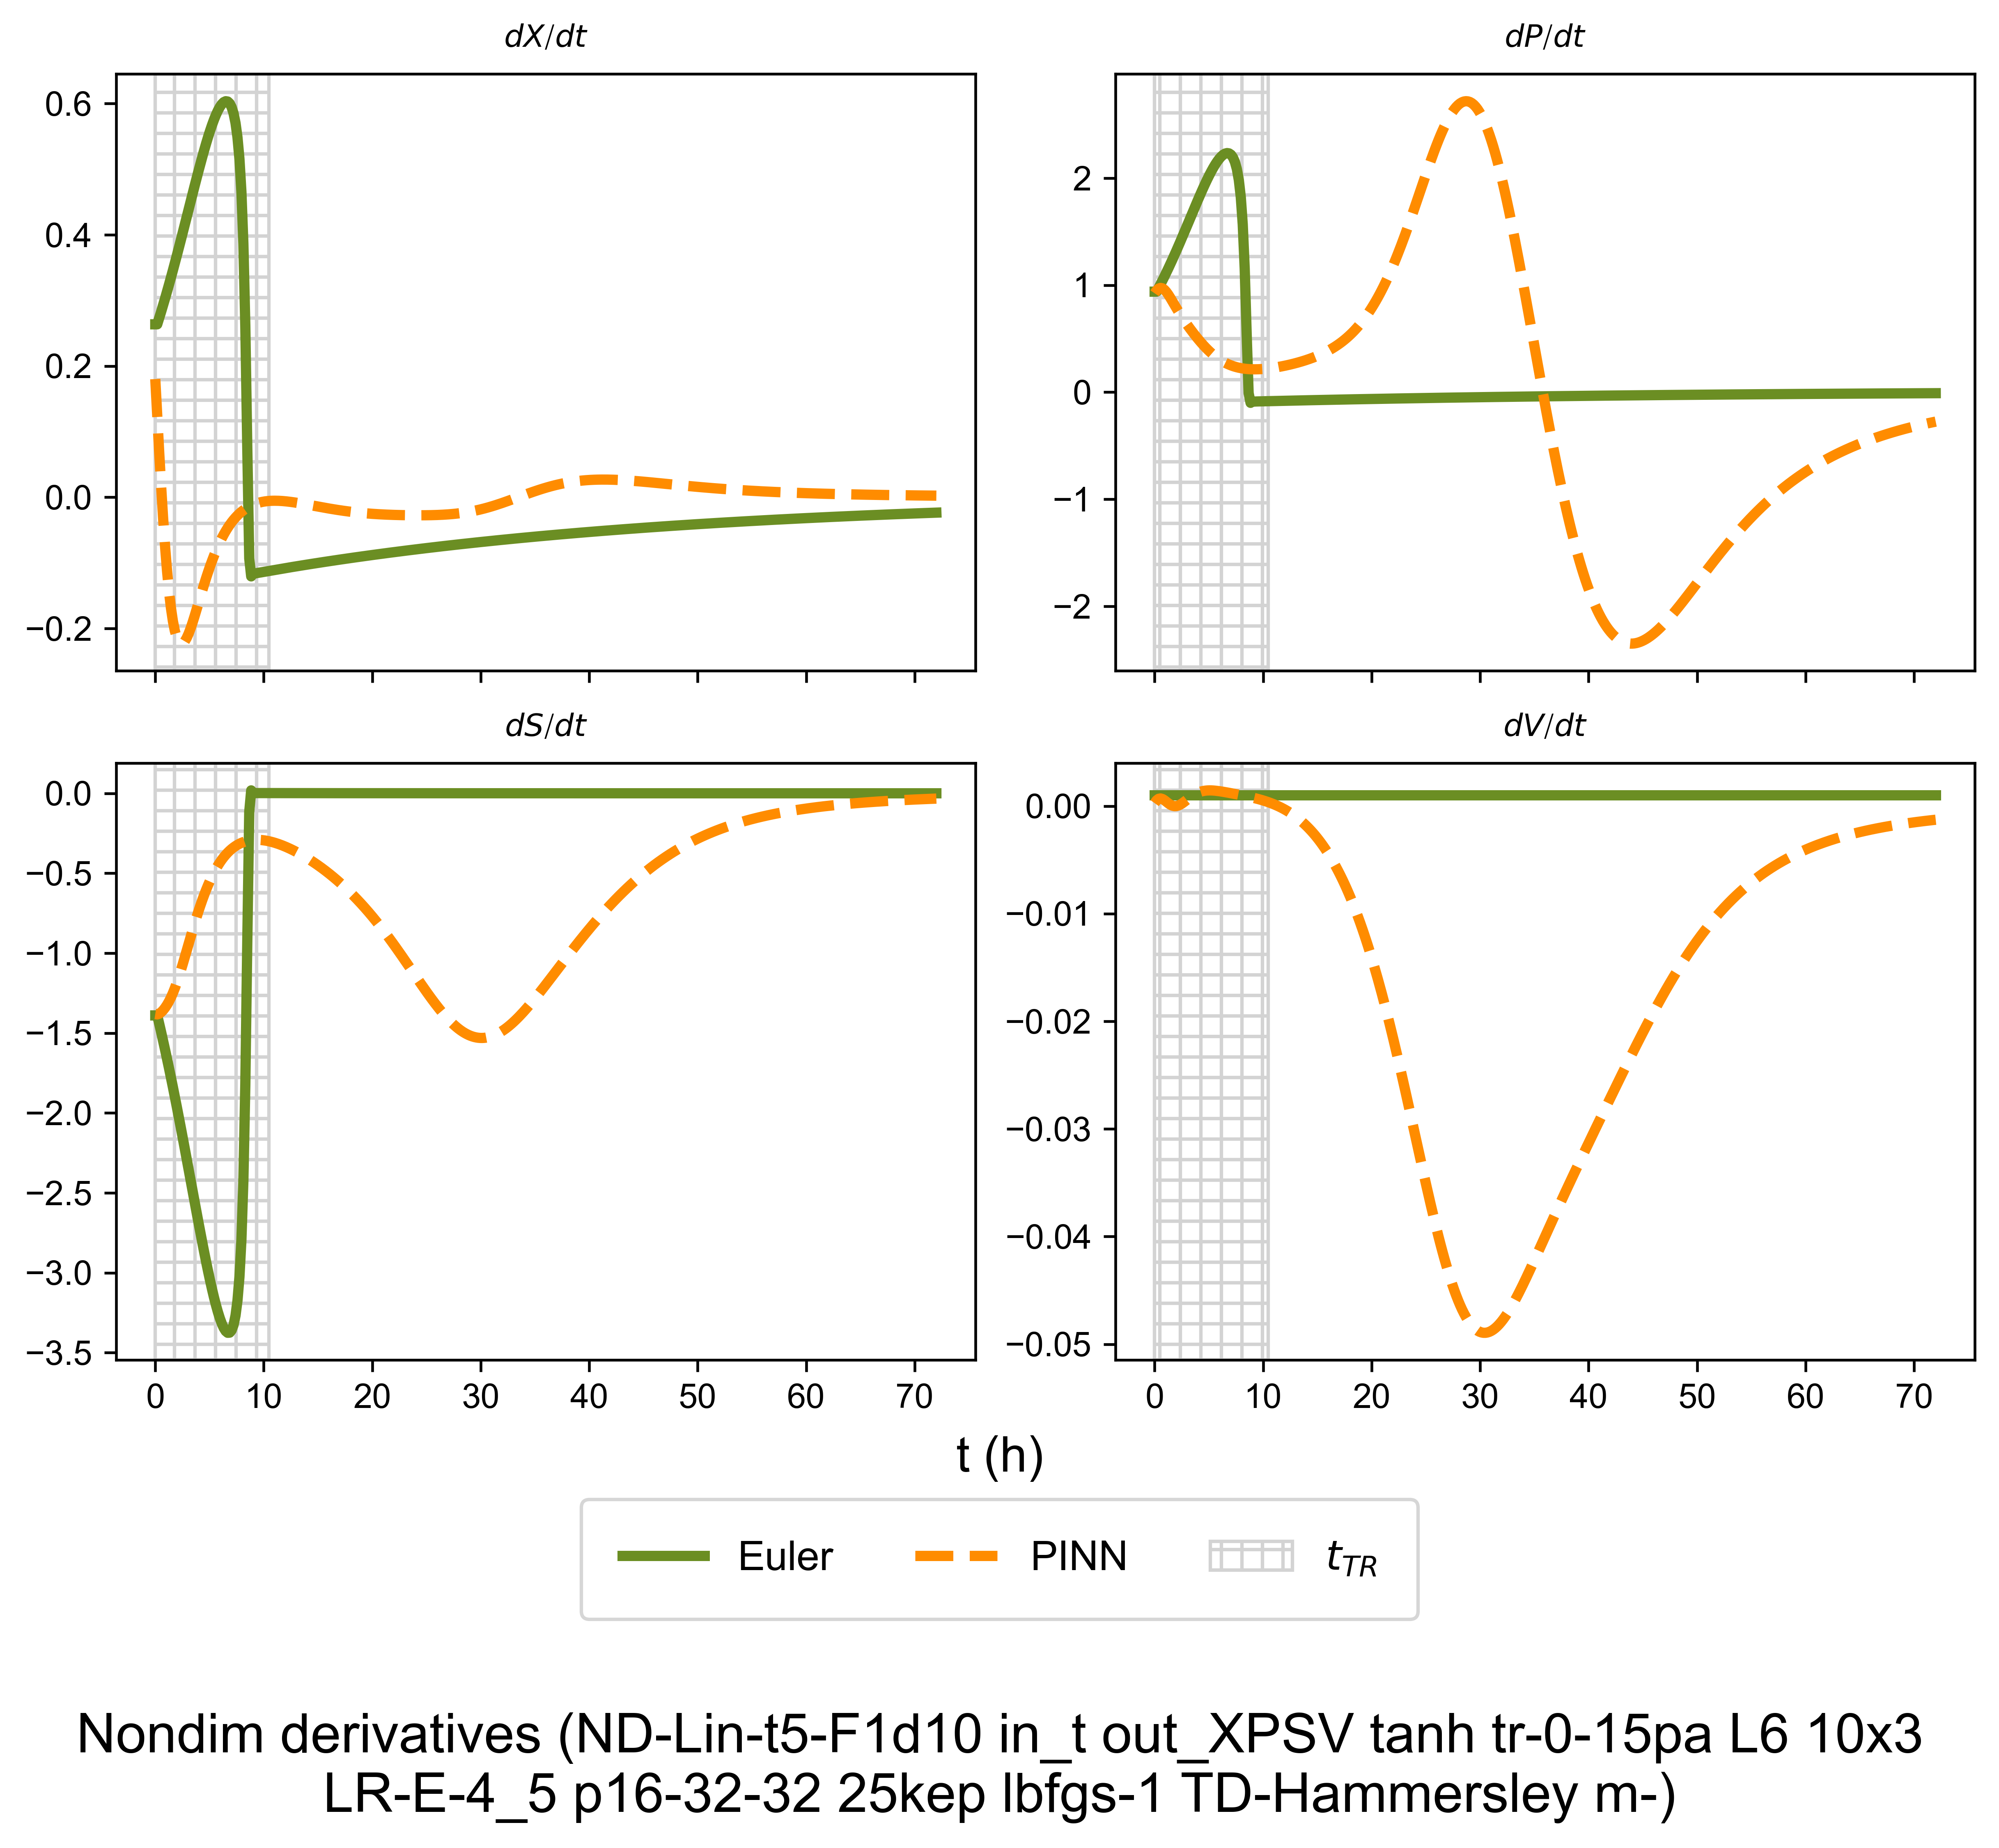 dX/dt
dP/dt
0.6
0.4
0.2
0.0
−0.2
2
1
0
−1
−2
dS/dt
dV/dt
0.0
−0.5
−1.0
−1.5
−2.0
−2.5
−3.0
−3.5
0.00
−0.01
−0.02
−0.03
−0.04
−0.05
0 10 20 30 40 50 60 70
0 10 20 30 40 50 60 70
t (h)
Euler PINN t_TR
Nondim derivatives (ND-Lin-t5-F1d10 in_t out_XPSV tanh tr-0-15pa L6 10x3
LR-E-4_5 p16-32-32 25kep lbfgs-1 TD-Hammersley m-)